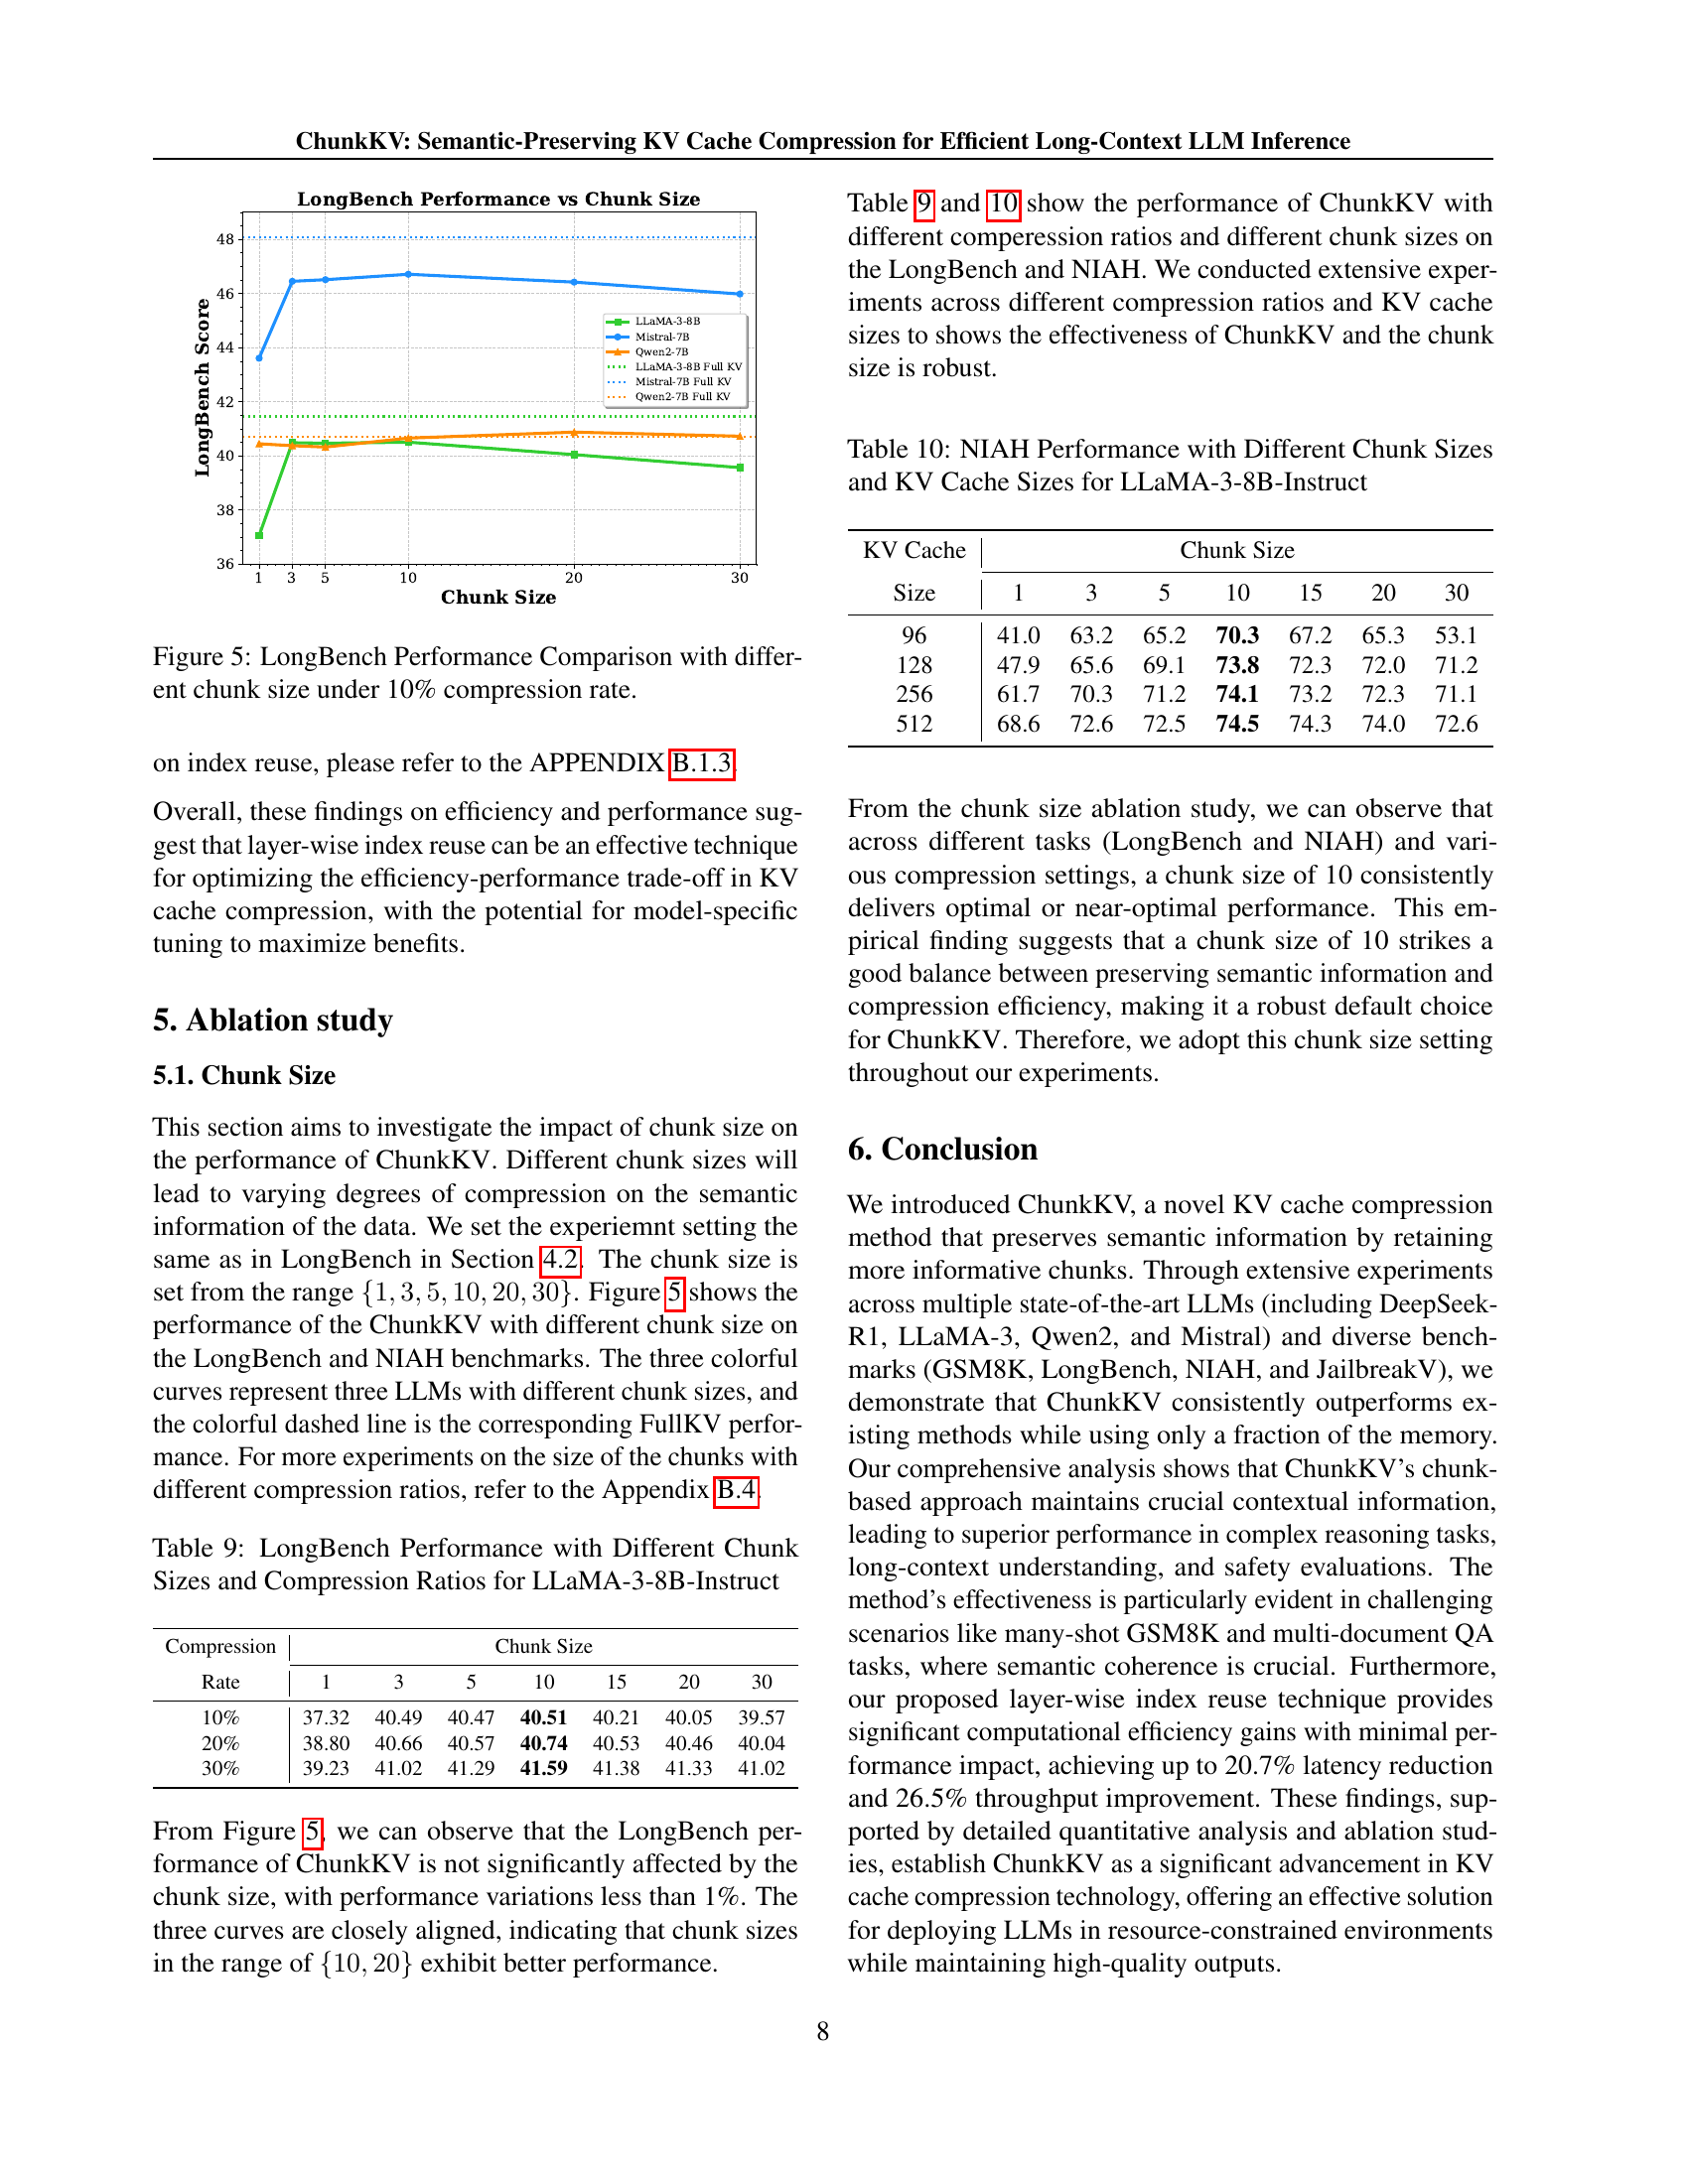 ChunkKV: Semantic-Preserving KV Cache Compression for Efficient Long-Context LLM Inference
LongBench Performance vs Chunk Size
LongBench Score
48
46
44
42
40
38
36
LLaMA-3-8B
Mistral-7B
Qwen2-7B
LLaMA-3-8B Full KV
Mistral-7B Full KV
Qwen2-7B Full KV
1 3 5 10 20 30
Chunk Size
Figure 5: LongBench Performance Comparison with differ-
ent chunk size under 10% compression rate.
on index reuse, please refer to the APPENDIX B.1.3.
Overall, these findings on efficiency and performance sug-
gest that layer-wise index reuse can be an effective technique
for optimizing the efficiency-performance trade-off in KV
cache compression, with the potential for model-specific
tuning to maximize benefits.
5. Ablation study
5.1. Chunk Size
This section aims to investigate the impact of chunk size on
the performance of ChunkKV. Different chunk sizes will
lead to varying degrees of compression on the semantic
information of the data. We set the experiemnt setting the
same as in LongBench in Section 4.2. The chunk size is
set from the range {1, 3, 5, 10, 20, 30}. Figure 5 shows the
performance of the ChunkKV with different chunk size on
the LongBench and NIAH benchmarks. The three colorful
curves represent three LLMs with different chunk sizes, and
the colorful dashed line is the corresponding FullKV perfor-
mance. For more experiments on the size of the chunks with
different compression ratios, refer to the Appendix B.4.
Table 9: LongBench Performance with Different Chunk
Sizes and Compression Ratios for LLaMA-3-8B-Instruct
Compression Chunk Size
Rate 1 3 5 10 15 20 30
10% 37.32 40.49 40.47 40.51 40.21 40.05 39.57
20% 38.80 40.66 40.57 40.74 40.53 40.46 40.04
30% 39.23 41.02 41.29 41.59 41.38 41.33 41.02
From Figure 5, we can observe that the LongBench per-
formance of ChunkKV is not significantly affected by the
chunk size, with performance variations less than 1%. The
three curves are closely aligned, indicating that chunk sizes
in the range of {10, 20} exhibit better performance.
Table 9 and 10 show the performance of ChunkKV with
different comperession ratios and different chunk sizes on
the LongBench and NIAH. We conducted extensive exper-
iments across different compression ratios and KV cache
sizes to shows the effectiveness of ChunkKV and the chunk
size is robust.
Table 10: NIAH Performance with Different Chunk Sizes
and KV Cache Sizes for LLaMA-3-8B-Instruct
KV Cache Chunk Size
Size 1 3 5 10 15 20 30
96 41.0 63.2 65.2 70.3 67.2 65.3 53.1
128 47.9 65.6 69.1 73.8 72.3 72.0 71.2
256 61.7 70.3 71.2 74.1 73.2 72.3 71.1
512 68.6 72.6 72.5 74.5 74.3 74.0 72.6
From the chunk size ablation study, we can observe that
across different tasks (LongBench and NIAH) and vari-
ous compression settings, a chunk size of 10 consistently
delivers optimal or near-optimal performance. This em-
pirical finding suggests that a chunk size of 10 strikes a
good balance between preserving semantic information and
compression efficiency, making it a robust default choice
for ChunkKV. Therefore, we adopt this chunk size setting
throughout our experiments.
6. Conclusion
We introduced ChunkKV, a novel KV cache compression
method that preserves semantic information by retaining
more informative chunks. Through extensive experiments
across multiple state-of-the-art LLMs (including DeepSeek-
R1, LLaMA-3, Qwen2, and Mistral) and diverse bench-
marks (GSM8K, LongBench, NIAH, and JailbreakV), we
demonstrate that ChunkKV consistently outperforms ex-
isting methods while using only a fraction of the memory.
Our comprehensive analysis shows that ChunkKV's chunk-
based approach maintains crucial contextual information,
leading to superior performance in complex reasoning tasks,
long-context understanding, and safety evaluations. The
method's effectiveness is particularly evident in challenging
scenarios like many-shot GSM8K and multi-document QA
tasks, where semantic coherence is crucial. Furthermore,
our proposed layer-wise index reuse technique provides
significant computational efficiency gains with minimal per-
formance impact, achieving up to 20.7% latency reduction
and 26.5% throughput improvement. These findings, sup-
ported by detailed quantitative analysis and ablation stud-
ies, establish ChunkKV as a significant advancement in KV
cache compression technology, offering an effective solution
for deploying LLMs in resource-constrained environments
while maintaining high-quality outputs.
8